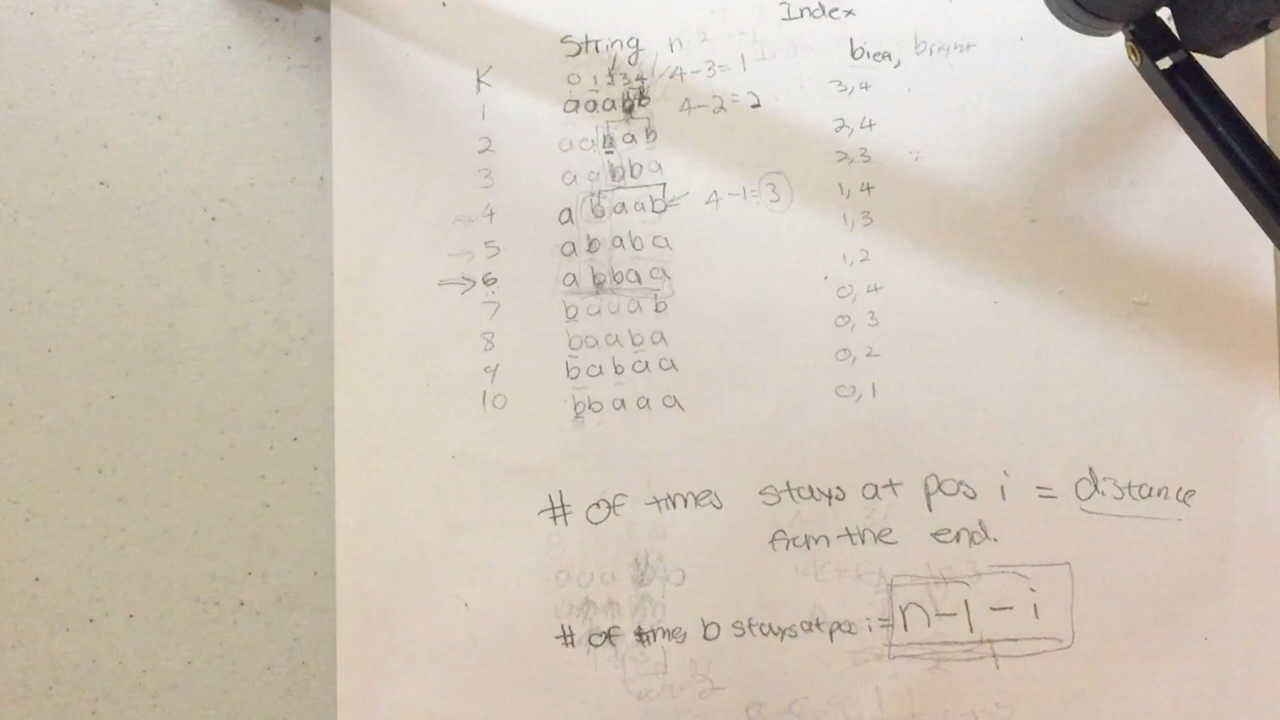 Index
String n bleft, bright
K 0 1 2 3 4 4-3=1
1 aaabb 4-2=2 3,4
2 aabab 2,4
3 aabba 2,3
4 abaab 4-1=3 1,4
5 ababa 1,3
6 abbaa 1,2
7 baaab 0,4
8 baaba 0,3
9 babaa 0,2
10 bbaaa 0,1
# of times stays at pos i = distance
from the end.
# of times b stays at pos i = n-1-i